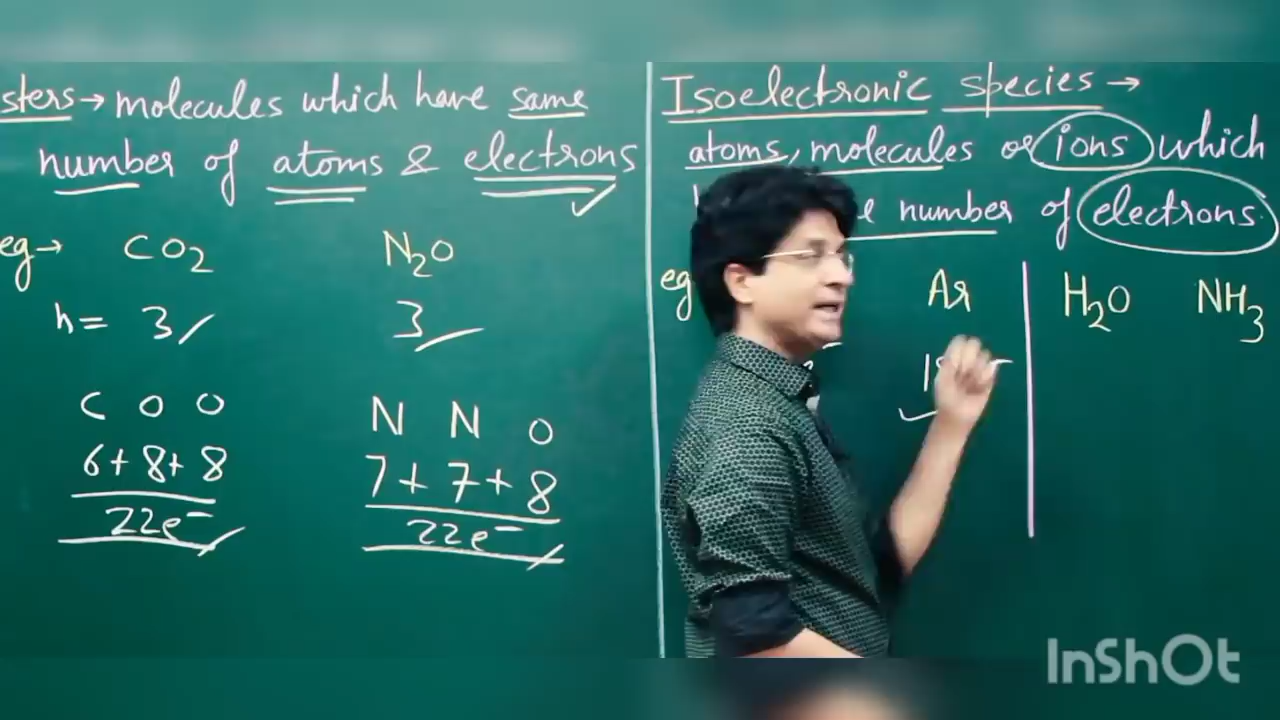 sters → molecules which have same
number of atoms & electrons
eg → CO2 N2O
n = 3 3
C O O N N O
6+ 8+ 8 7+ 7+ 8
22e⁻ 22e⁻
Isoelectronic species →
atoms, molecules or ions which
number of electrons.
eg Ar H2O NH3
InShOt